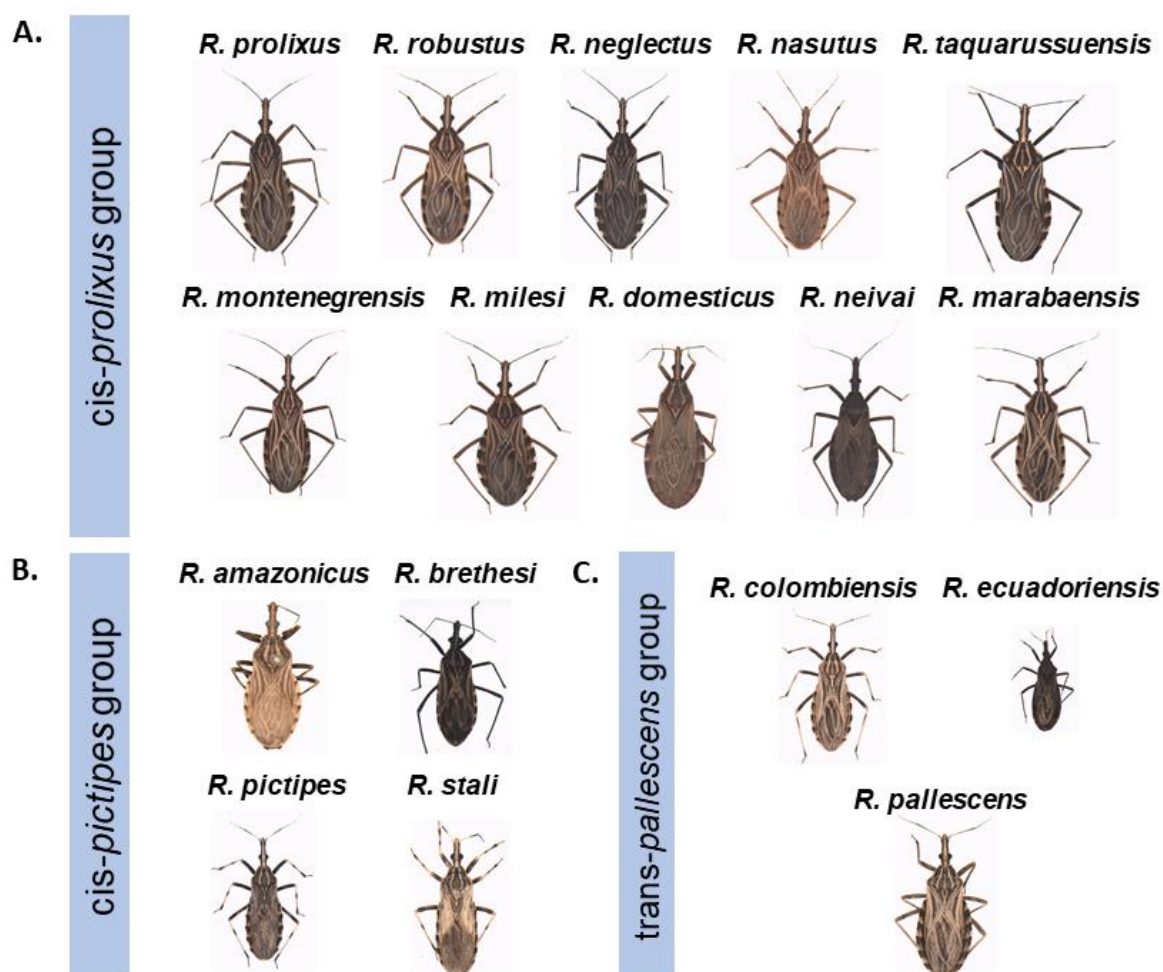 A.
cis-prolixus group
R. prolixus R. robustus R. neglectus R. nasutus R. taquarussuensis
R. montenegrensis R. milesi R. domesticus R. neivai R. marabaensis
B.
cis-pictipes group
R. amazonicus R. brethesi
R. pictipes R. stali
C.
trans-pallescens group
R. colombiensis R. ecuadoriensis
R. pallescens